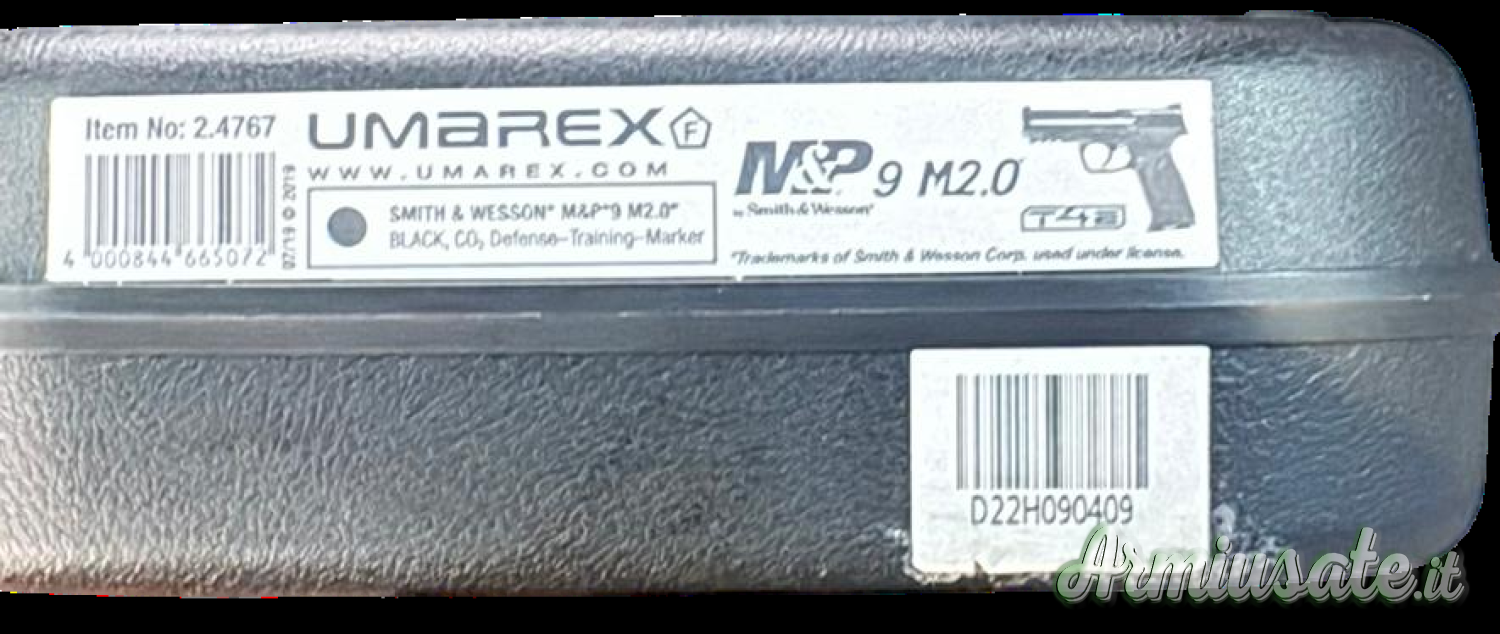 Item No: 2.4767
4 000844 665072
07/19 © 2019
UMAREX F
WWW.UMAREX.COM
SMITH & WESSON® M&P®9 M2.0™
BLACK, CO₂ Defense-Training-Marker
M&P 9 M2.0™
by Smith & Wesson®
T4E
*Trademarks of Smith & Wesson Corp. used under license.
D22H090409
Armiusate.it